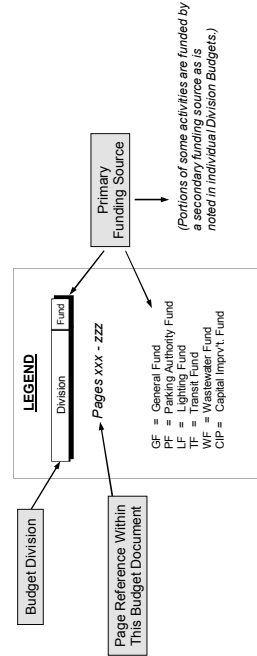 Budget Division
LEGEND
Division
Fund
Pages xxx - zzz
Page Reference Within
This Budget Document
GF = General Fund
PF = Parking Authority Fund
LF = Lighting Fund
TF = Transit Fund
WF = Wastewater Fund
CIP = Capital Imprv't. Fund
Primary
Funding Source
(Portions of some activities are funded by
a secondary funding source as is
noted in individual Division Budgets.)